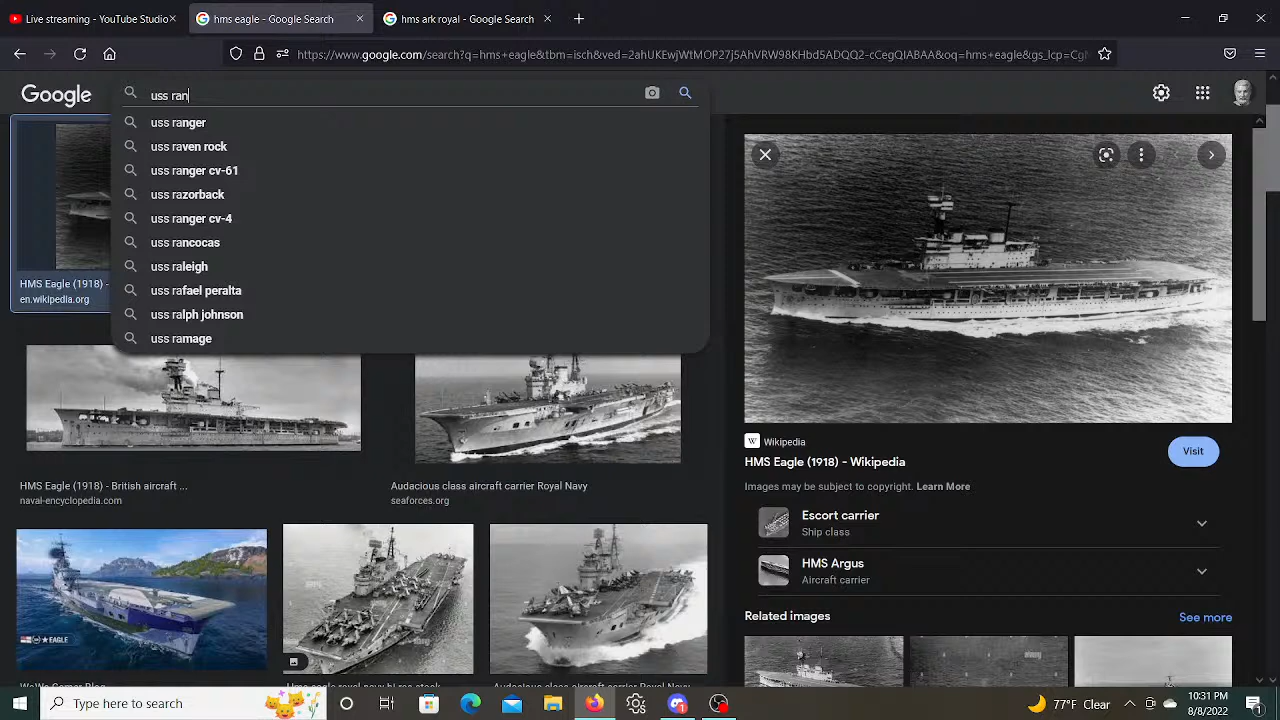 Live streaming - YouTube Studio
hms eagle - Google Search
hms ark royal - Google Search
https://www.google.com/search?q=hms+eagle&tbm=isch&ved=2ahUKEwjWtMOP27j5AhVRW98KHbd5ADQQ2-cCegQIABAA&oq=hms+eagle&gs_lcp=CgN
Google
uss ran
uss ranger
uss raven rock
uss ranger cv-61
uss razorback
uss ranger cv-4
uss rancocas
uss raleigh
uss rafael peralta
uss ralph johnson
uss ramage
HMS Eagle (1918) -
en.wikipedia.org
HMS Eagle (1918) - British aircraft ...
naval-encyclopedia.com
Audacious class aircraft carrier Royal Navy
seaforces.org
EAGLE
alamy
alamy
W
Wikipedia
Visit
HMS Eagle (1918) - Wikipedia
Images may be subject to copyright. Learn More
Escort carrier
Ship class
HMS Argus
Aircraft carrier
Related images
See more
alamy
Type here to search
1
77°F Clear
10:31 PM
8/8/2022